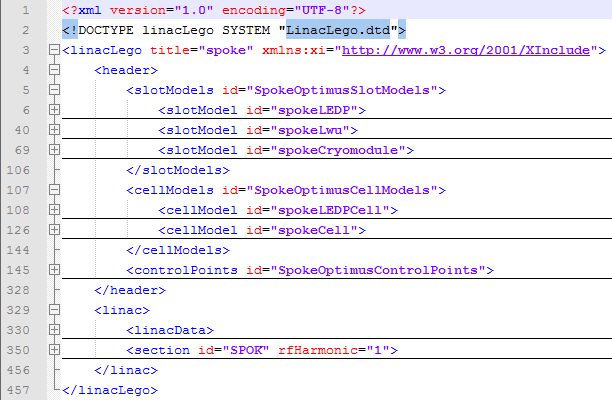 1 <?xml version="1.0" encoding="UTF-8"?>
2 <!DOCTYPE linacLego SYSTEM "LinacLego.dtd">
3 <linacLego title="spoke" xmlns:xi="http://www.w3.org/2001/XInclude">
4 <header>
5 <slotModels id="SpokeOptimusSlotModels">
6 <slotModel id="spokeLEDP">
40 <slotModel id="spokeLwu">
69 <slotModel id="spokeCryomodule">
106 </slotModels>
107 <cellModels id="SpokeOptimusCellModels">
108 <cellModel id="spokeLEDPCell">
126 <cellModel id="spokeCell">
144 </cellModels>
145 <controlPoints id="SpokeOptimusControlPoints">
328 </header>
329 <linac>
330 <linacData>
350 <section id="SPOK" rfHarmonic="1">
456 </linac>
457 </linacLego>